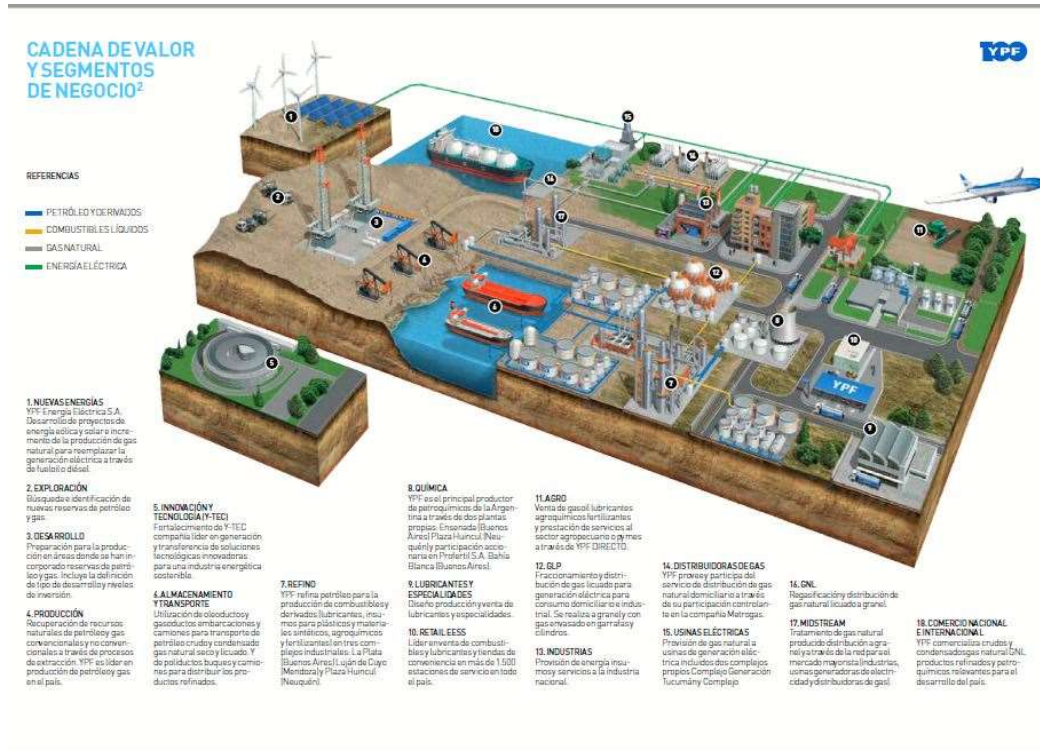 CADENA DE VALOR
Y SEGMENTOS
DE NEGOCIO²
YPF
REFERENCIAS
PETRÓLEO Y DERIVADOS
COMBUSTIBLES LÍQUIDOS
GAS NATURAL
ENERGÍA ELÉCTRICA
1
2
3
4
5
6
7
8
9
10
11
12
13
14
15
16
17
18
YPF
1. NUEVAS ENERGÍAS
YPF Energía Eléctrica S.A.
Desarrollo de proyectos de
energía eólica y solar e incre-
mento de la producción de gas
natural para reemplazar la
generación eléctrica a través
de fueloil o diésel.
2. EXPLORACIÓN
Búsqueda e identificación de
nuevas reservas de petróleo
y gas.
3. DESARROLLO
Preparación para la produc-
ción en áreas donde se han in-
corporado reservas de petró-
leo y gas. Incluye la definición
de tipo de desarrollo y niveles
de inversión.
4. PRODUCCIÓN
Recuperación de recursos
naturales de petróleo y gas
convencionales y no conven-
cionales a través de procesos
de extracción. YPF es líder en
producción de petróleo y gas
en el país.
5. INNOVACIÓN Y
TECNOLOGÍA (Y-TEC)
Fortalecimiento de Y-TEC
compañía líder en generación
y transferencia de soluciones
tecnológicas innovadoras
para una industria energética
sostenible.
6. ALMACENAMIENTO
Y TRANSPORTE
Utilización de oleoductos y
gasoductos embarcaciones y
camiones para transporte de
petróleo crudo y condensado
gas natural seco y licuado. Y
de poliductos buques y camio-
nes para distribuir los pro-
ductos refinados.
7. REFINO
YPF refina petróleo para la
producción de combustibles y
derivados (lubricantes, insu-
mos para plásticos y materia-
les sintéticos, agroquímicos
y fertilizantes) en tres com-
plejos industriales: La Plata
(Buenos Aires) Luján de Cuyo
(Mendoza) y Plaza Huincul
(Neuquén).
8. QUÍMICA
YPF es el principal productor
de petroquímicos de la Argen-
tina a través de dos plantas
propias: Ensenada (Buenos
Aires) Plaza Huincul (Neu-
quén) y participación accio-
naria en Profertil S.A. Bahía
Blanca (Buenos Aires).
9. LUBRICANTES Y
ESPECIALIDADES
Diseño producción y venta de
lubricantes y especialidades.
10. RETAIL EESS
Líder en venta de combusti-
bles y lubricantes y tiendas de
conveniencia en más de 1.500
estaciones de servicio en todo
el país.
11. AGRO
Venta de gasoil lubricantes
agroquímicos fertilizantes
y prestación de servicios al
sector agropecuario o pymes
a través de YPF DIRECTO.
12. GLP
Fraccionamiento y distri-
bución de gas licuado para
generación eléctrica para
consumo domiciliario e indus-
trial. Se realiza a granel y con
gas envasado en garrafas y
cilindros.
13. INDUSTRIAS
Provisión de energía insu-
mos y servicios a la industria
nacional.
14. DISTRIBUIDORAS DE GAS
YPF provee y participa del
servicio de distribución de gas
natural domiciliario a través
de su participación controlan-
te en la compañía Metrogas.
15. USINAS ELÉCTRICAS
Provisión de gas natural a
usinas de generación eléc-
trica incluidos dos complejos
propios Complejo Generación
Tucumán y Complejo
16. GNL
Regasificación y distribución de
gas natural licuado a granel.
17. MIDSTREAM
Tratamiento de gas natural
producido distribución a gra-
nel y a través de la red para el
mercado mayorista (industrias,
usinas generadoras de electri-
cidad y distribuidoras de gas).
18. COMERCIO NACIONAL
E INTERNACIONAL
YPF comercializa crudos y
condensados gas natural GNL
productos refinados y petro-
químicos relevantes para el
desarrollo del país.